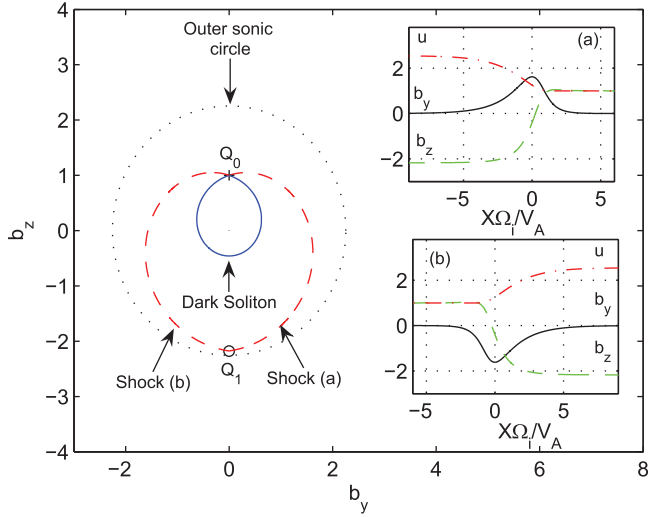 4
3
2
1
0
−1
−2
−3
−4
b_z
−2
0
2
4
6
8
b_y
Outer sonic
circle
Q_0
Dark Soliton
Q_1
Shock (b)
Shock (a)
(a)
u
b_y
b_z
2
0
−2
−5
0
5
XΩ_i/V_A
(b)
u
b_y
b_z
2
0
−2
−5
0
5
XΩ_i/V_A